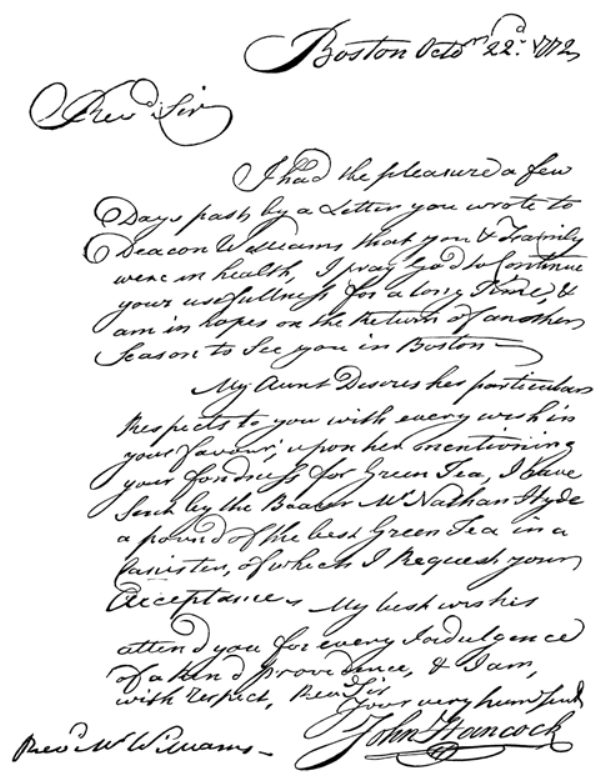 Boston Octor. 22d. 1772
Revd. Sir
I had the pleasure a few
Days past by a Letter you wrote to
Deacon Williams that you & Family
were in health, I pray God to Continue
your usefullness for a long Time, &
am in hopes on the Return of another
Season to See you in Boston—
My Aunt Desires her particular
Respects to you with every wish in
your favour; upon her mentioning
your fondness for Green Tea, I have
Sent by the Bearer Mr. Nathan Hyde
a pound of the best Green Tea in a
Canister, of which I Request your
Acceptance. My best wishes
attend you for every Indulgence
of a Kind providence, & I am,
with respect, Revd. Sir
Your very hum. Servt.
John Hancock
Revd. Mr. Williams—